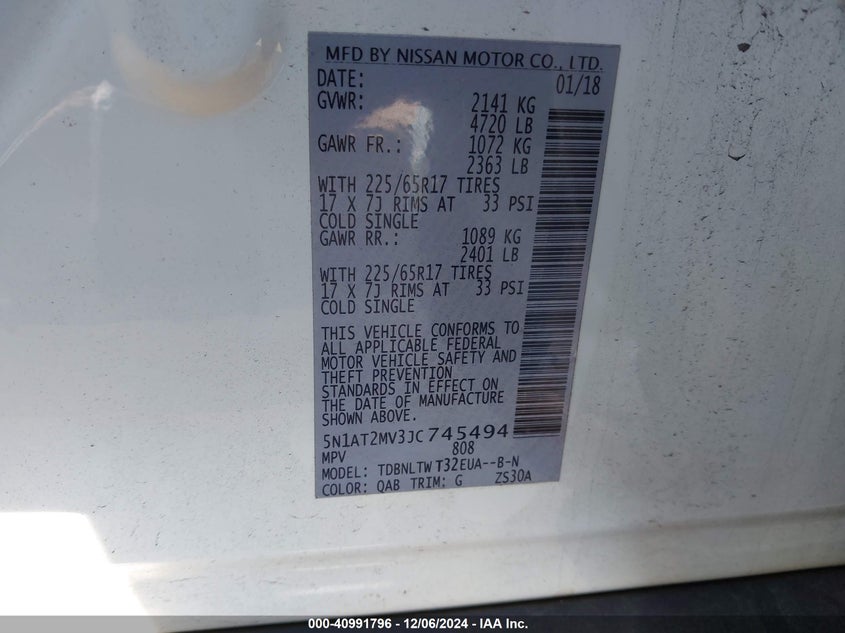 MFD BY NISSAN MOTOR CO., LTD.
DATE: 01/18
GVWR: 2141 KG
4720 LB
GAWR FR.: 1072 KG
2363 LB
WITH 225/65R17 TIRES
17 X 7J RIMS AT 33 PSI
COLD SINGLE
GAWR RR.: 1089 KG
2401 LB
WITH 225/65R17 TIRES
17 X 7J RIMS AT 33 PSI
COLD SINGLE
THIS VEHICLE CONFORMS TO
ALL APPLICABLE FEDERAL
MOTOR VEHICLE SAFETY AND
THEFT PREVENTION
STANDARDS IN EFFECT ON
THE DATE OF MANUFACTURE
SHOWN ABOVE.
5N1AT2MV3JC745494
MPV 808
MODEL: TDBNLTWT32EUA--B-N
COLOR: QAB TRIM: G ZS30A
000-40991796 - 12/06/2024 - IAA Inc.